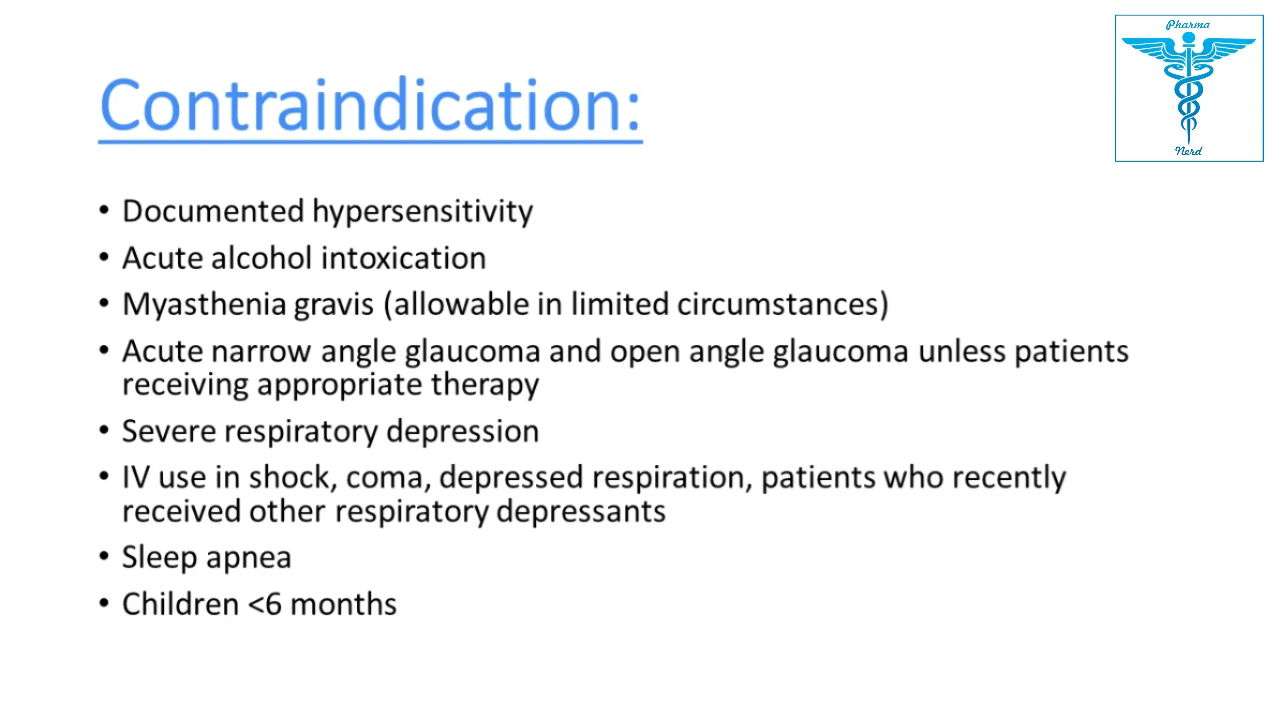 Pharma
Nerd
Contraindication:
• Documented hypersensitivity
• Acute alcohol intoxication
• Myasthenia gravis (allowable in limited circumstances)
• Acute narrow angle glaucoma and open angle glaucoma unless patients
receiving appropriate therapy
• Severe respiratory depression
• IV use in shock, coma, depressed respiration, patients who recently
received other respiratory depressants
• Sleep apnea
• Children <6 months